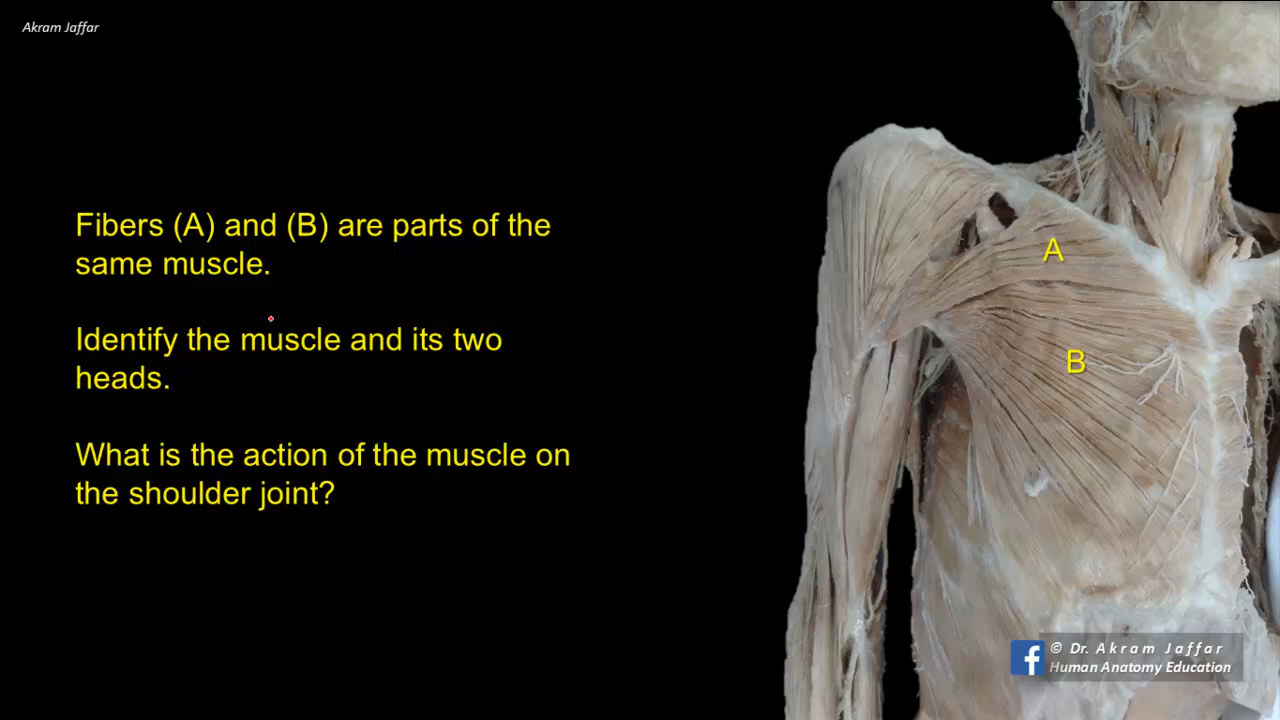 Akram Jaffar
Fibers (A) and (B) are parts of the
same muscle.
Identify the muscle and its two
heads.
What is the action of the muscle on
the shoulder joint?
A
B
f
© Dr. Akram Jaffar
Human Anatomy Education